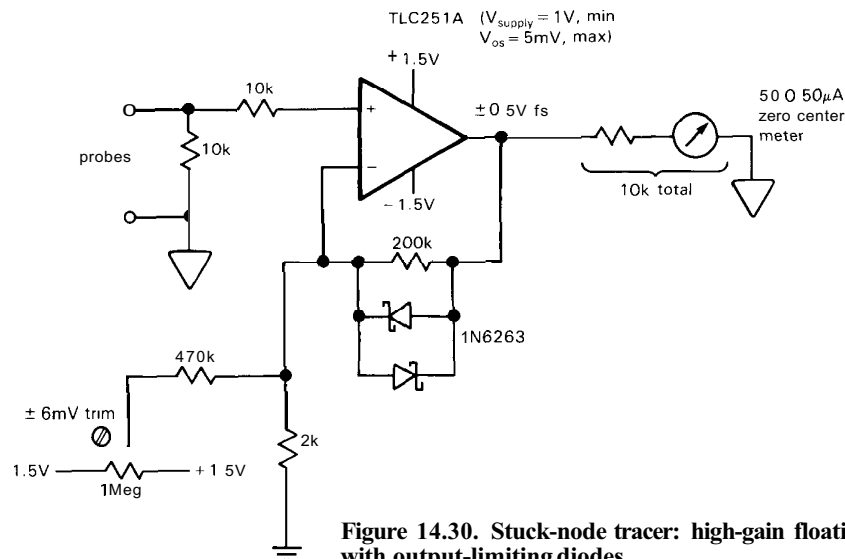 TLC251A (Vsupply = 1V, min
Vos = 5mV, max)
+ 1.5V
10k
+
± 0 5V fs
50 0 50μA
zero center
meter
10k
probes
−
− 1.5V
10k total
200k
1N6263
470k
± 6mV trim
2k
1.5V
+ 1 5V
1Meg
Figure 14.30. Stuck-node tracer: high-gain floati
with output-limiting diodes